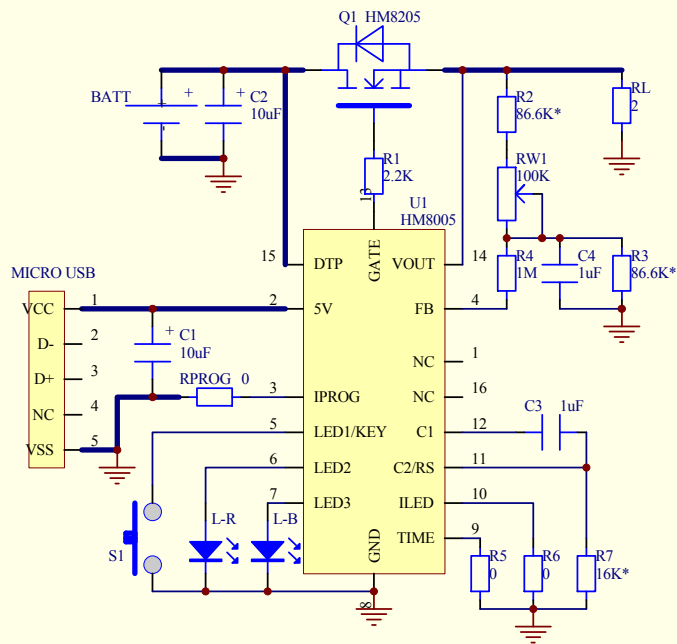 Q1 HM8205
BATT
+
+
+
-
C2
10uF
R2
86.6K*
RL
2
R1
2.2K
RW1
100K
U1
HM8005
13
GATE
15
DTP
VOUT
14
R4
1M
C4
1uF
R3
86.6K*
MICRO USB
VCC
1
2
5V
FB
4
D-
2
+
C1
10uF
NC
1
D+
3
RPROG 0
3
IPROG
NC
16
NC
4
C3 1uF
5
LED1/KEY
C1
12
VSS
5
6
LED2
C2/RS
11
7
LED3
ILED
10
L-R
L-B
TIME
9
S1
GND
8
R5
0
R6
0
R7
16K*